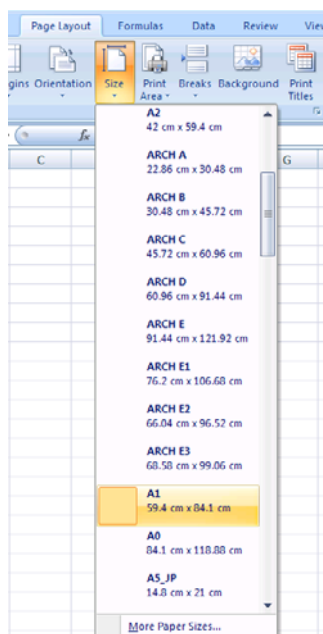 Page Layout Formulas Data Review Vie
gins Orientation Size Print Area Breaks Background Print Titles
fx
C G
A2
42 cm x 59.4 cm
ARCH A
22.86 cm x 30.48 cm
ARCH B
30.48 cm x 45.72 cm
ARCH C
45.72 cm x 60.96 cm
ARCH D
60.96 cm x 91.44 cm
ARCH E
91.44 cm x 121.92 cm
ARCH E1
76.2 cm x 106.68 cm
ARCH E2
66.04 cm x 96.52 cm
ARCH E3
68.58 cm x 99.06 cm
A1
59.4 cm x 84.1 cm
A0
84.1 cm x 118.88 cm
A5_JP
14.8 cm x 21 cm
More Paper Sizes...